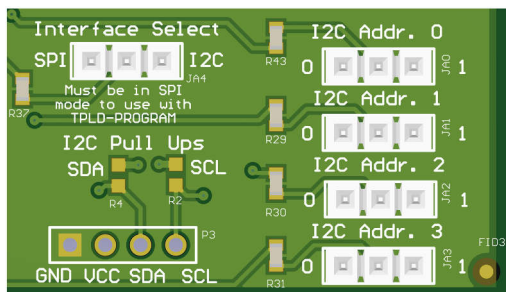 Interface Select
SPI I2C
JA4
Must be in SPI
mode to use with
TPLD-PROGRAM
R37
I2C Pull Ups
SDA SCL
R4 R2
P3
GND VCC SDA SCL
I2C Addr. 0
R43 0 1 JA0
I2C Addr. 1
R29 0 1 JA1
I2C Addr. 2
R30 0 1 JA2
I2C Addr. 3
R31 0 1 JA3
FID3